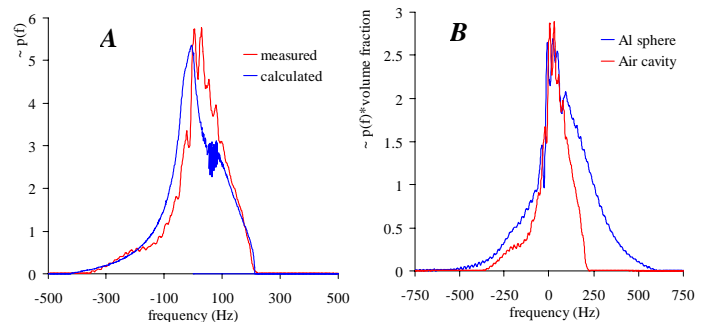 A
~ p(f)
6
5
4
3
2
1
0
measured
calculated
-500 -300 -100 100 300 500
frequency (Hz)
B
~ p(f)*volume fraction
3
2.5
2
1.5
1
0.5
0
Al sphere
Air cavity
-750 -500 -250 0 250 500 750
frequency (Hz)